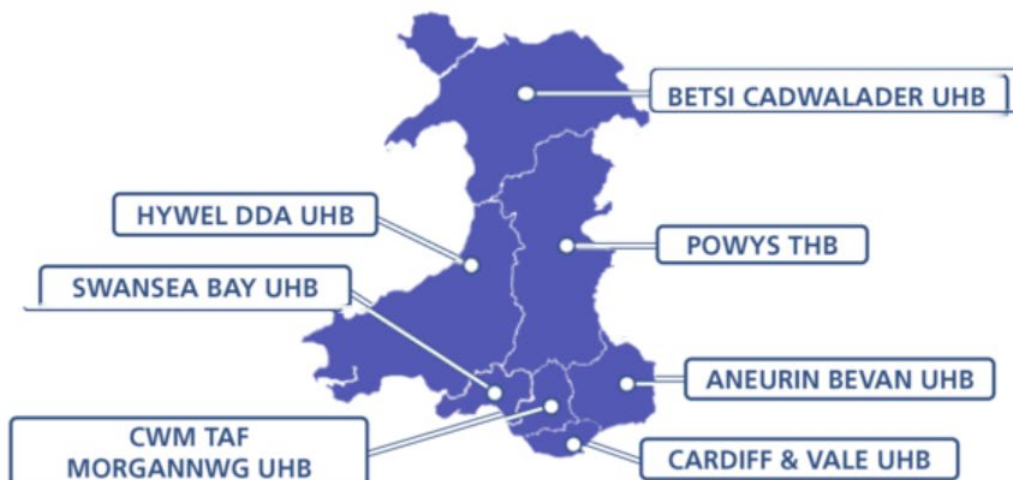 BETSI CADWALADER UHB
HYWEL DDA UHB
POWYS THB
SWANSEA BAY UHB
ANEURIN BEVAN UHB
CWM TAF
MORGANNWG UHB
CARDIFF & VALE UHB